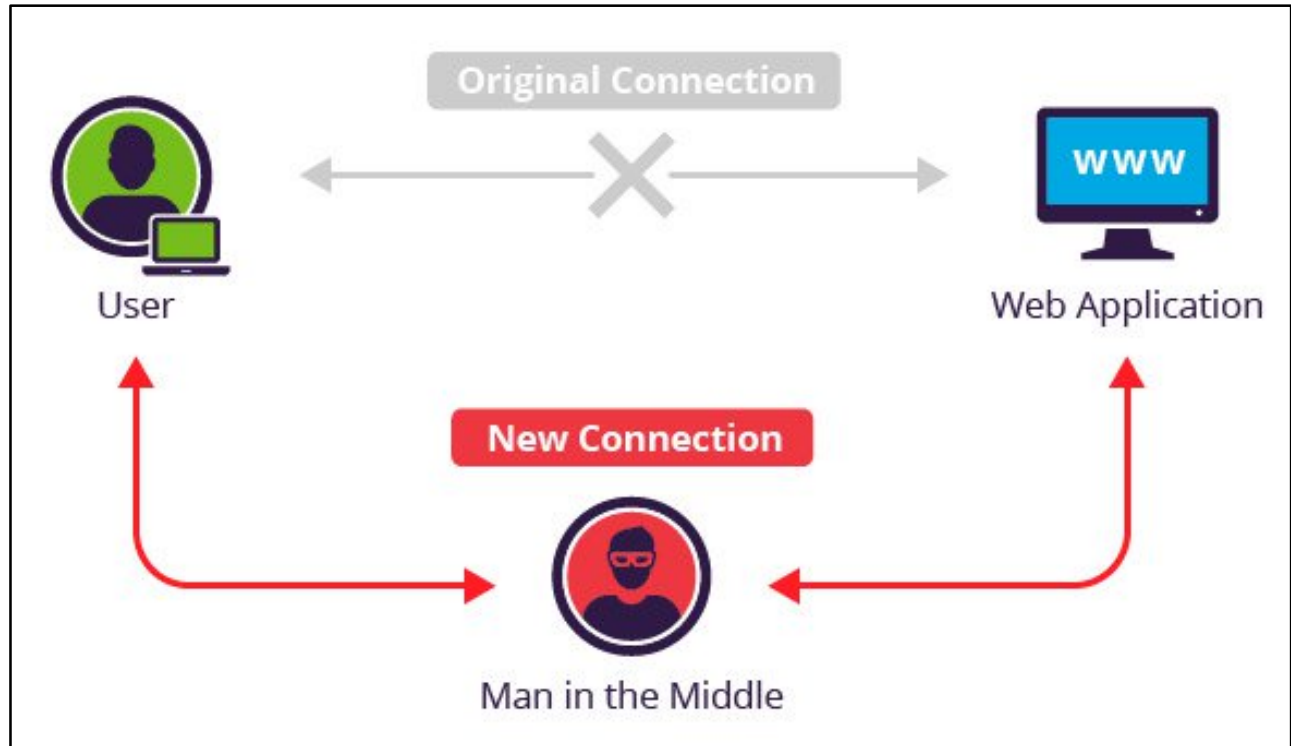 Original Connection
www
User
Web Application
New Connection
Man in the Middle